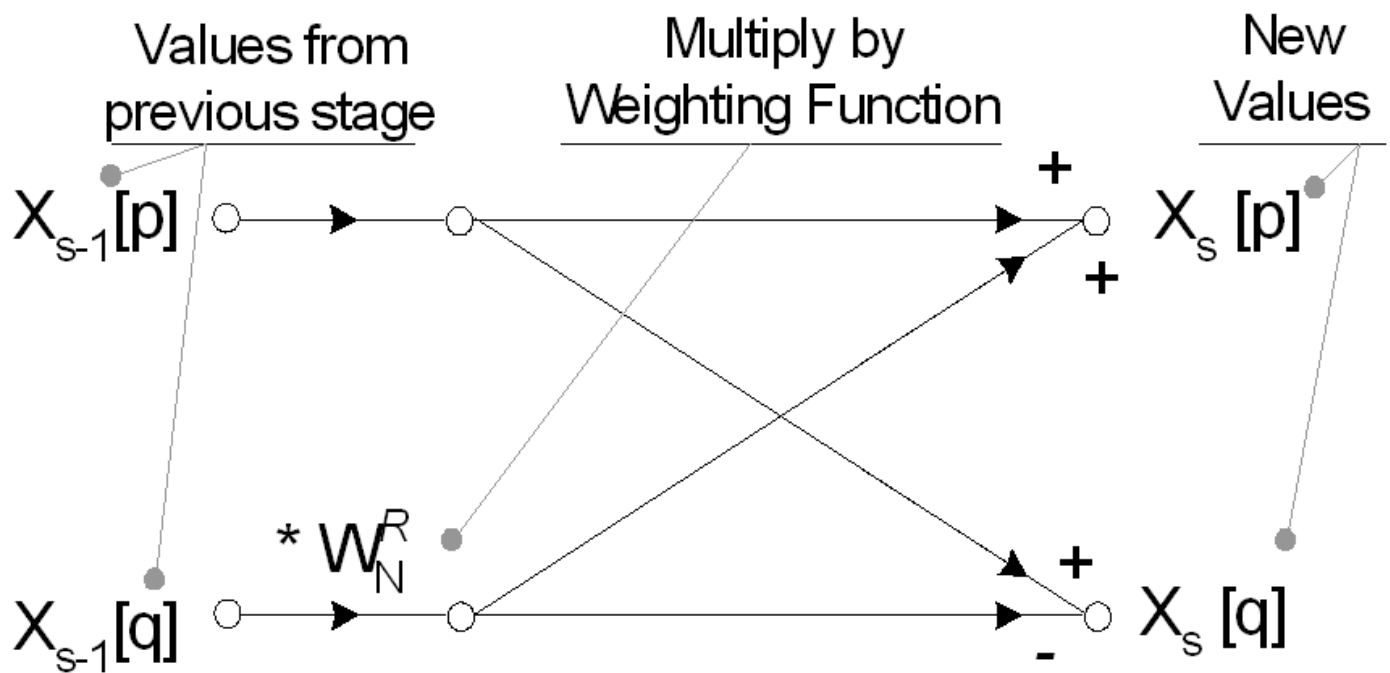 Values from
previous stage
Multiply by
Weighting Function
New
Values
X_{s-1}[p]
+
+
X_s [p]
* W_N^R
+
-
X_{s-1}[q]
X_s [q]